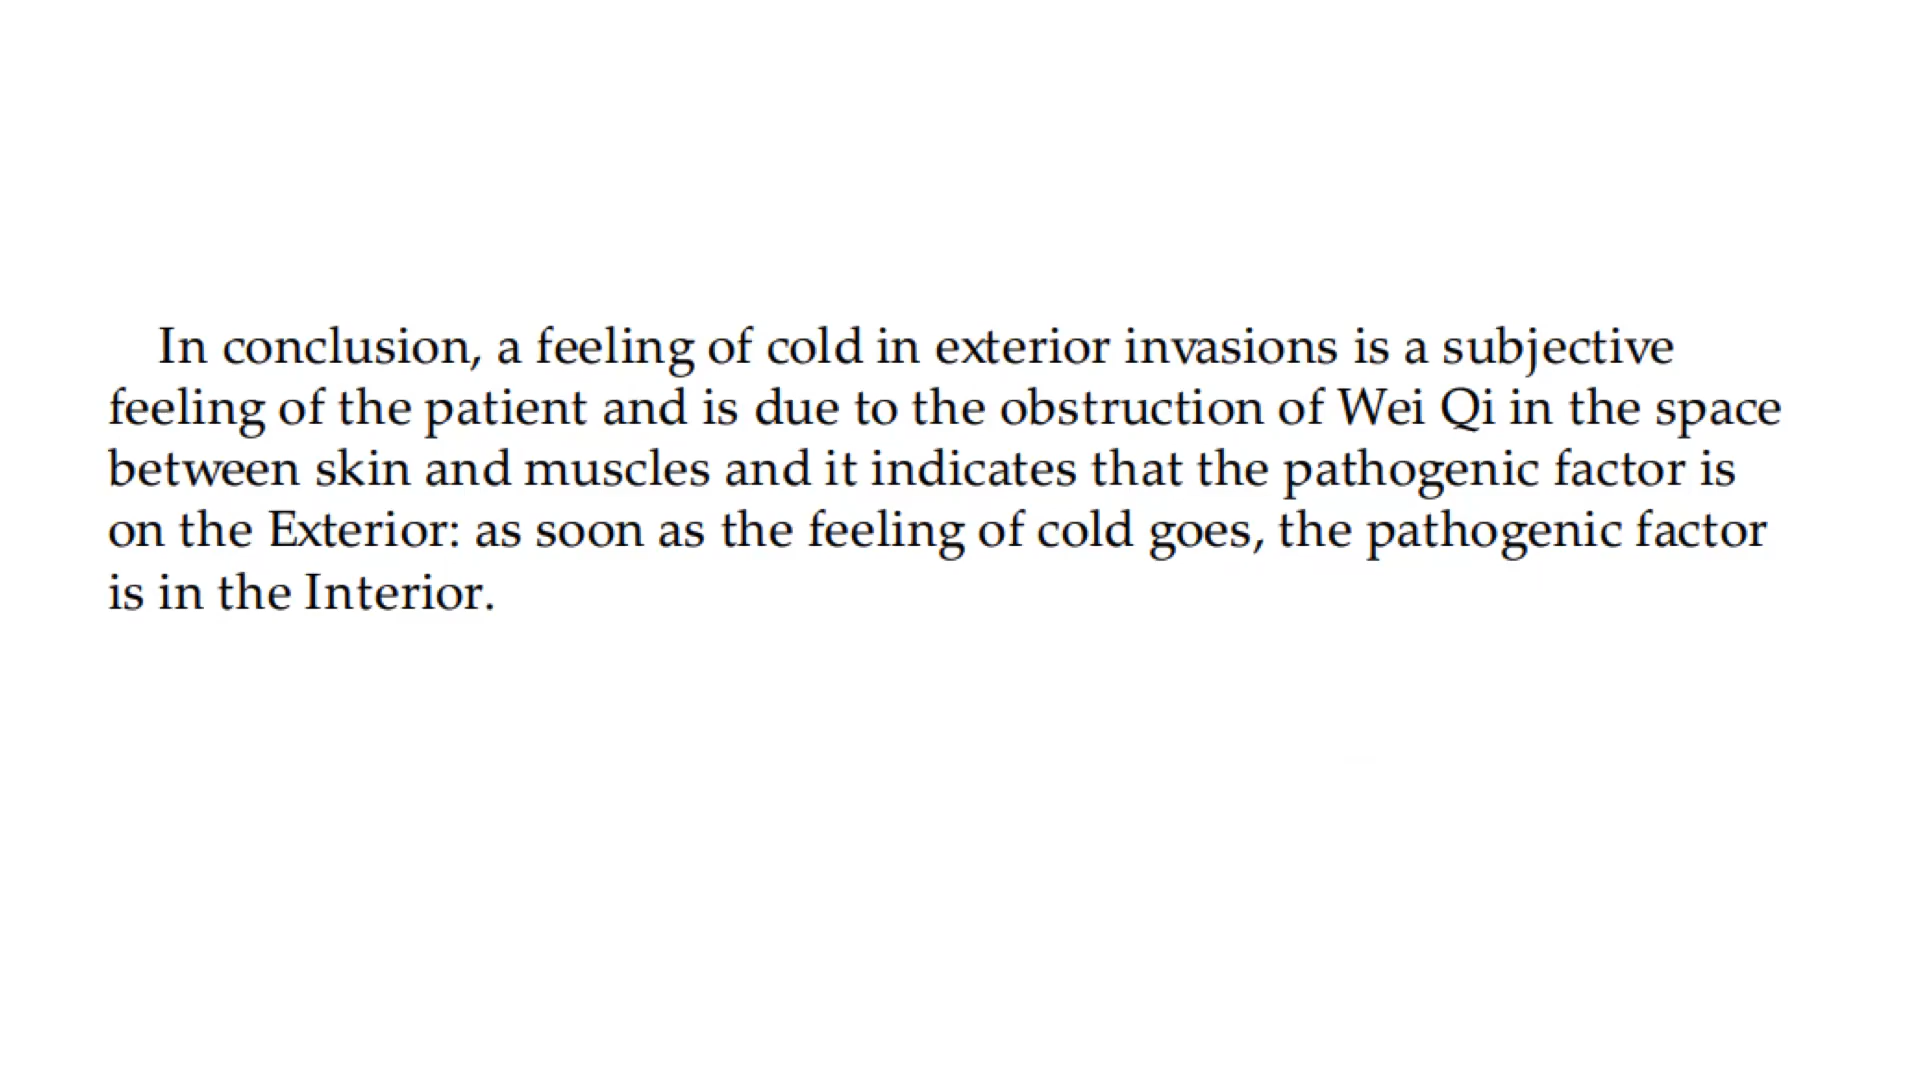 In conclusion, a feeling of cold in exterior invasions is a subjective
feeling of the patient and is due to the obstruction of Wei Qi in the space
between skin and muscles and it indicates that the pathogenic factor is
on the Exterior: as soon as the feeling of cold goes, the pathogenic factor
is in the Interior.